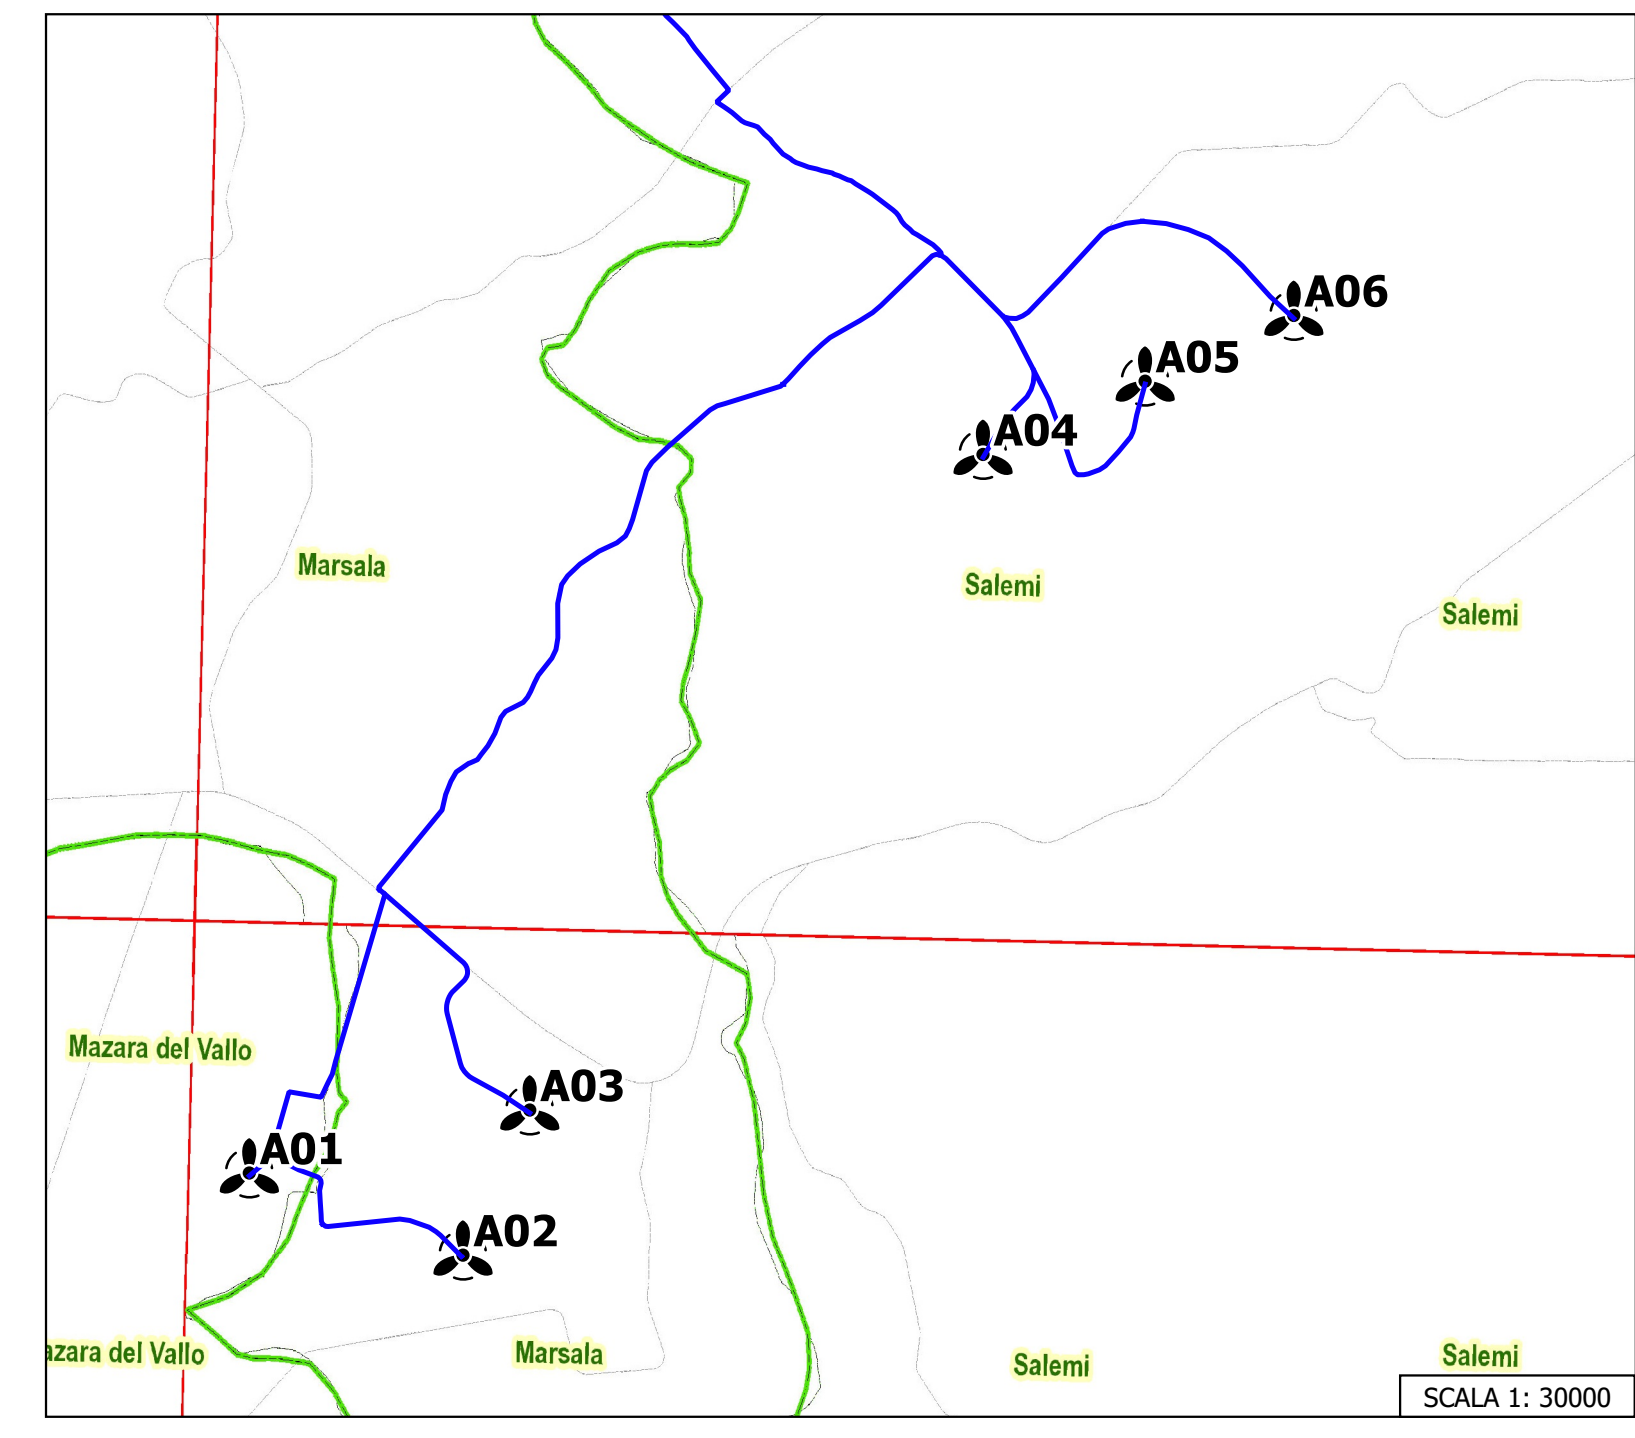 A06
A05
A04
Marsala
Salemi
Salemi
Mazara del Vallo
A03
A01
A02
azara del Vallo
Marsala
Salemi
Salemi
SCALA 1: 30000